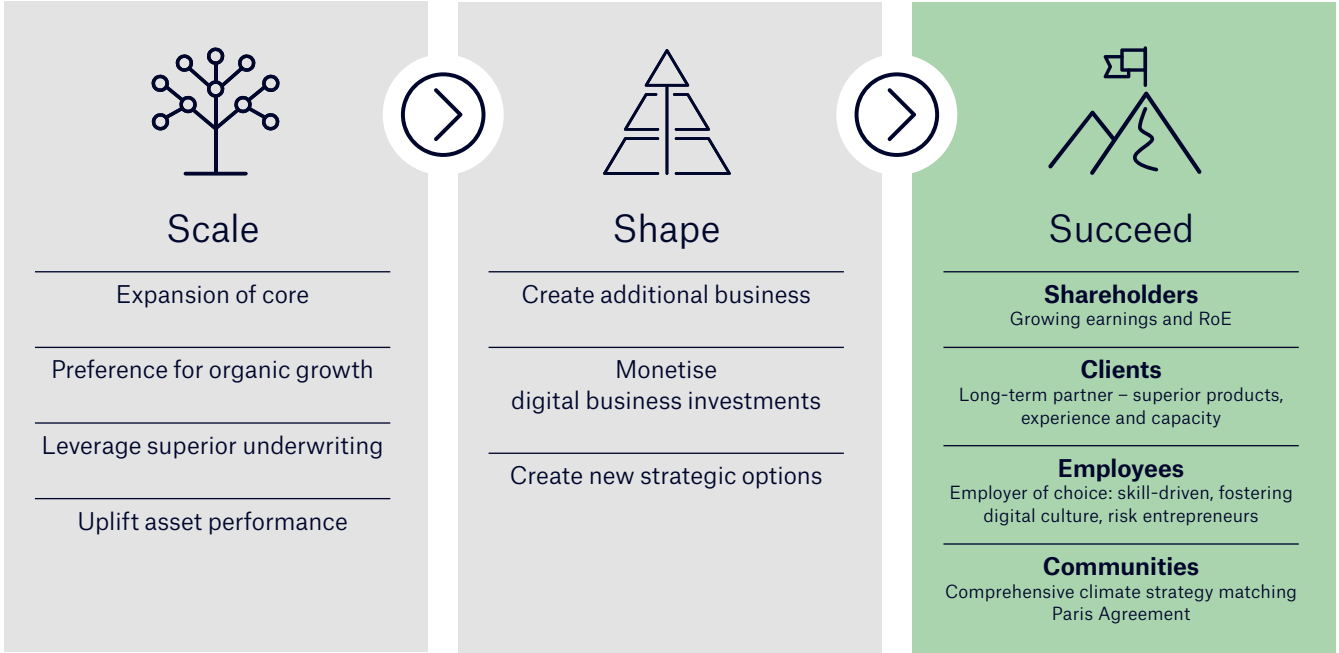 Scale
Expansion of core
Preference for organic growth
Leverage superior underwriting
Uplift asset performance
Shape
Create additional business
Monetise
digital business investments
Create new strategic options
Succeed
Shareholders
Growing earnings and RoE
Clients
Long-term partner – superior products,
experience and capacity
Employees
Employer of choice: skill-driven, fostering
digital culture, risk entrepreneurs
Communities
Comprehensive climate strategy matching
Paris Agreement